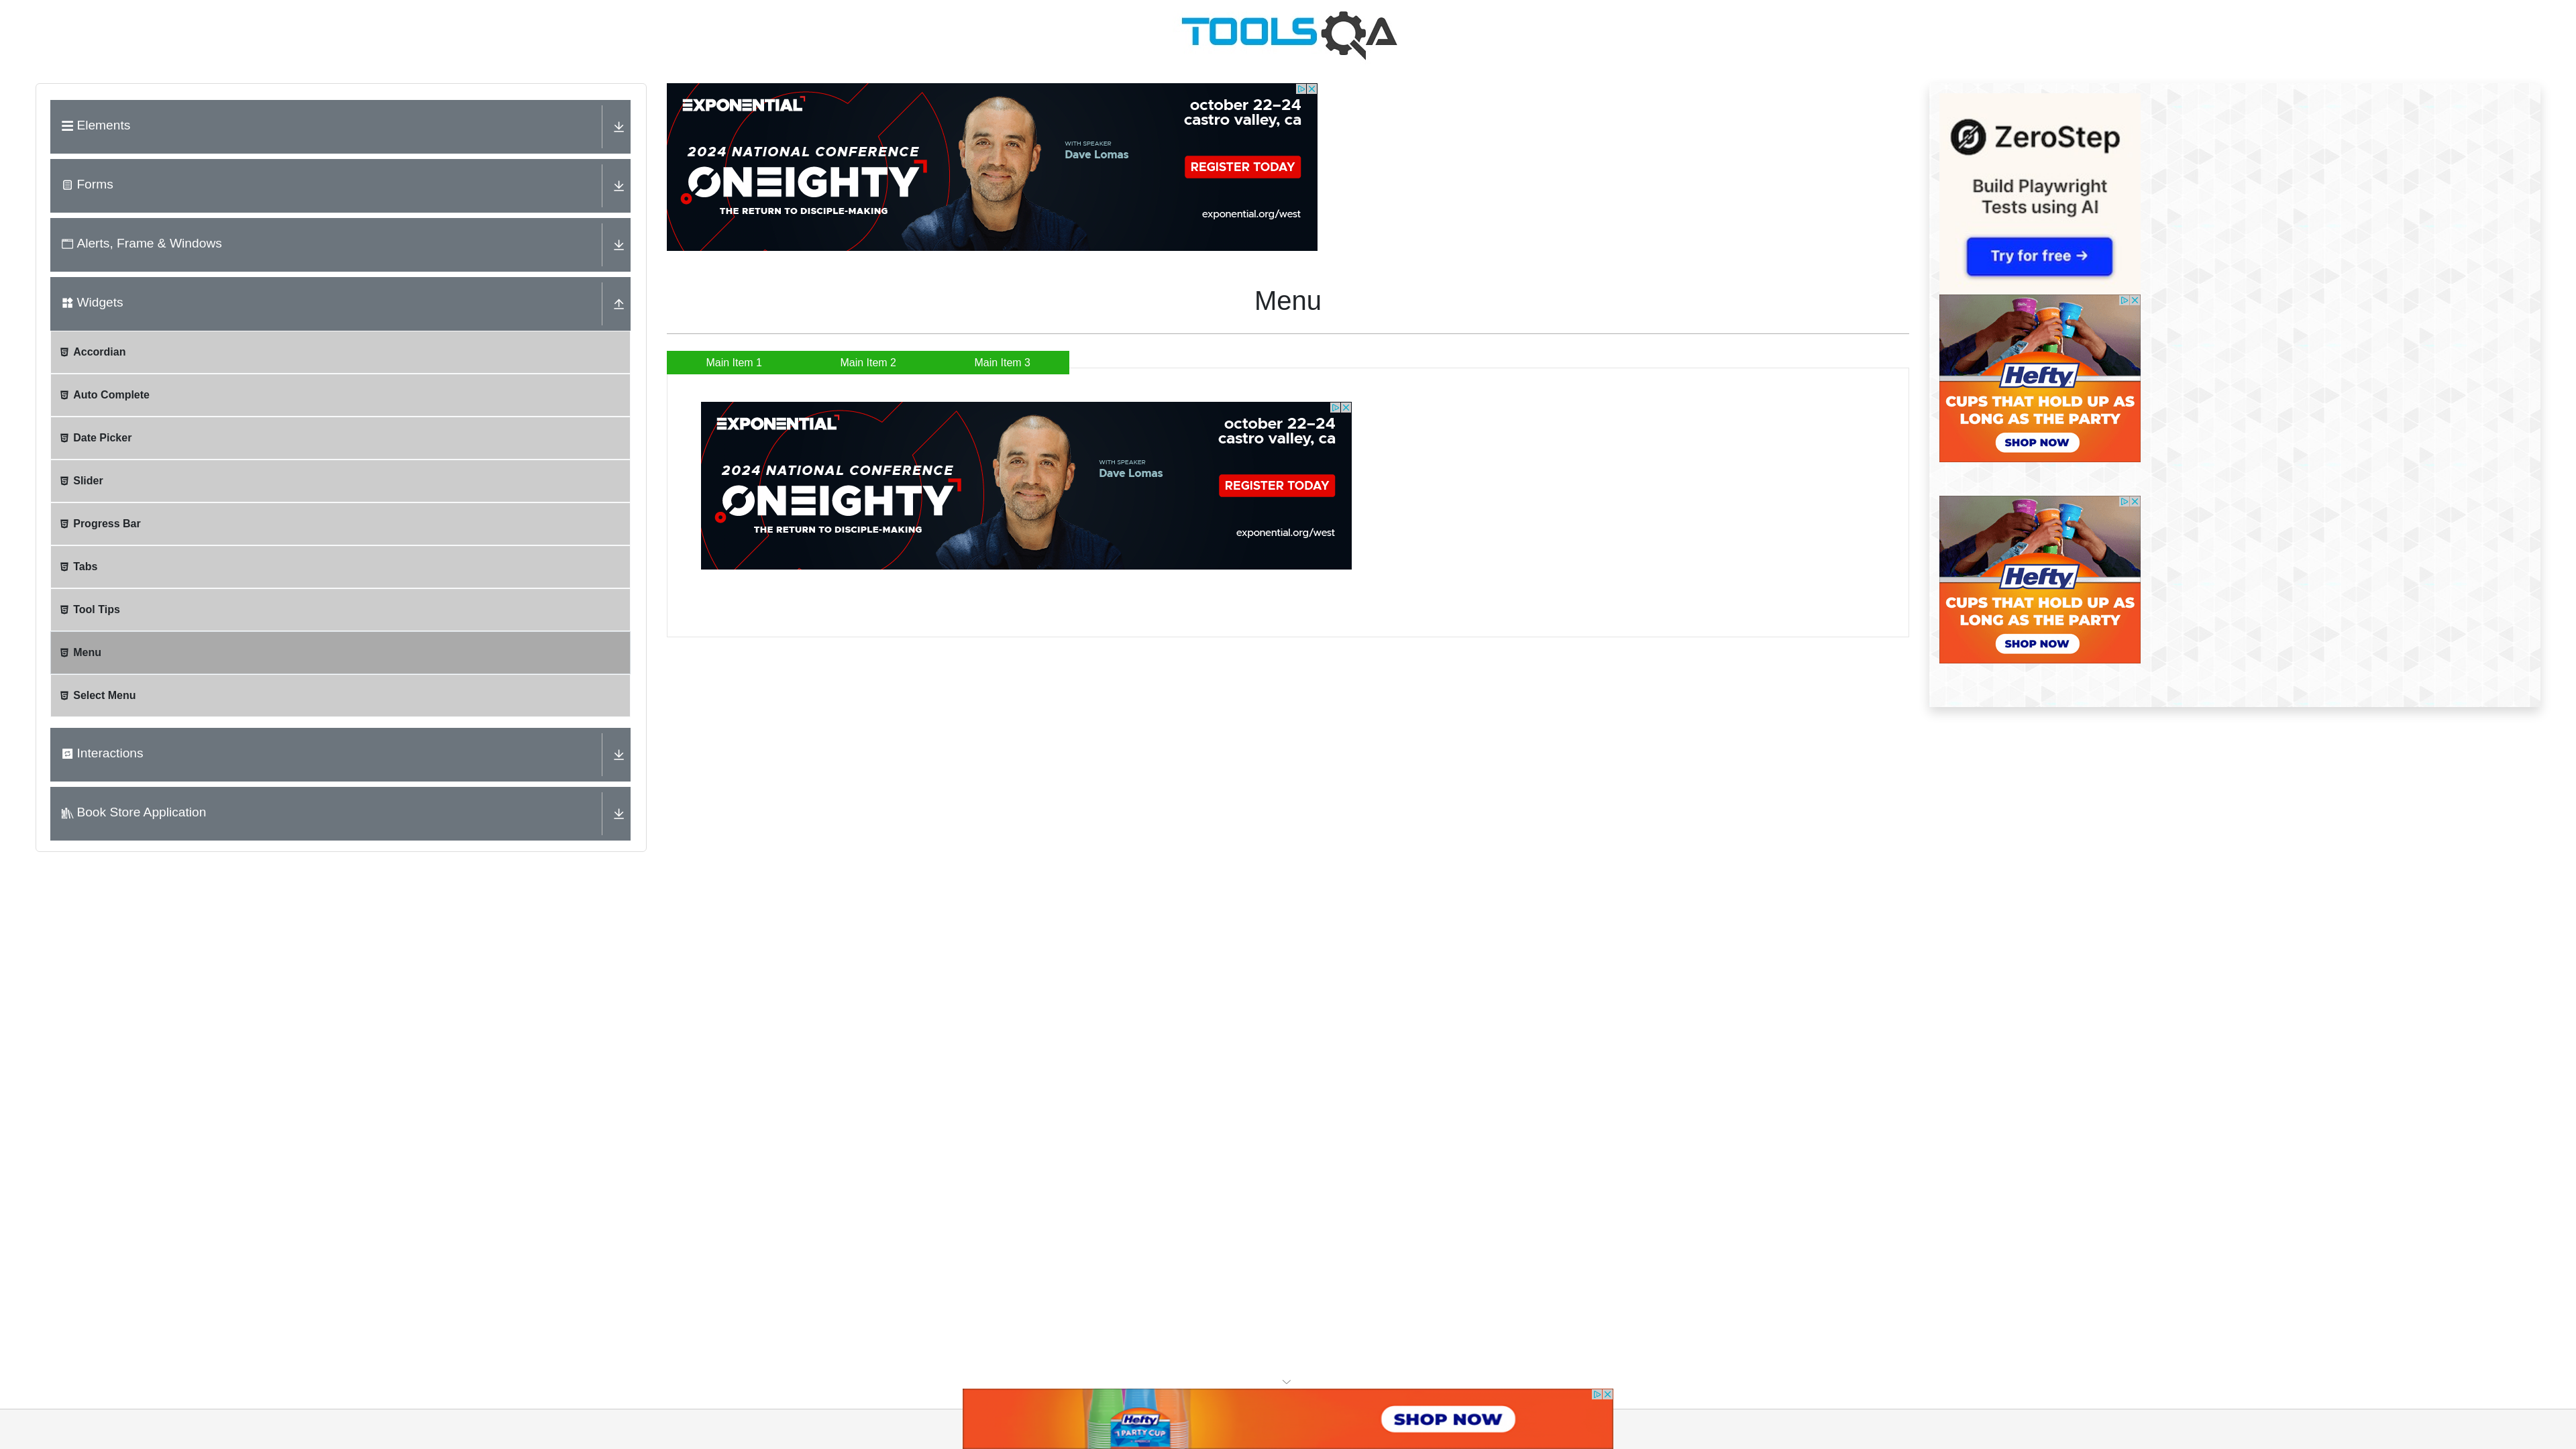 TOOLSQA
Elements
Forms
Alerts, Frame & Windows
Widgets
Accordian
Auto Complete
Date Picker
Slider
Progress Bar
Tabs
Tool Tips
Menu
Select Menu
Interactions
Book Store Application
EXPONENTIAL
2024 NATIONAL CONFERENCE
ONEIGHTY
THE RETURN TO DISCIPLE-MAKING
WITH SPEAKER
Dave Lomas
october 22–24
castro valley, ca
REGISTER TODAY
exponential.org/west
Menu
Main Item 1
Main Item 2
Main Item 3
EXPONENTIAL
2024 NATIONAL CONFERENCE
ONEIGHTY
THE RETURN TO DISCIPLE-MAKING
WITH SPEAKER
Dave Lomas
october 22–24
castro valley, ca
REGISTER TODAY
exponential.org/west
ZeroStep
Build Playwright
Tests using AI
Try for free →
Hefty
CUPS THAT HOLD UP AS
LONG AS THE PARTY
SHOP NOW
Hefty
CUPS THAT HOLD UP AS
LONG AS THE PARTY
SHOP NOW
Hefty
1 PARTY CUP
SHOP NOW